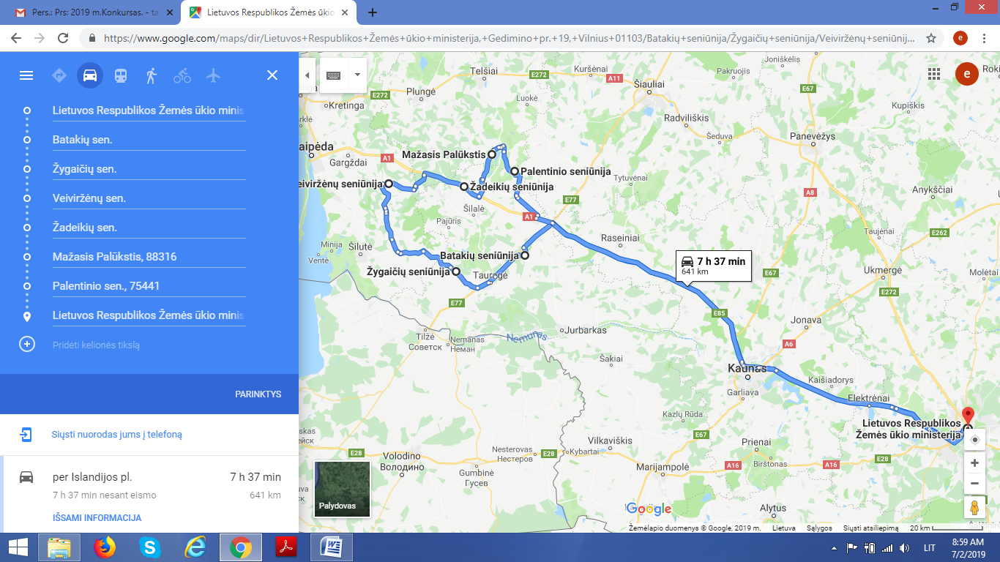 Pers.: Prs: 2019 m.Konkursas. - ta
Lietuvos Respublikos Žemės ūkio
https://www.google.com/maps/dir/Lietuvos+Respublikos+Žemės+ūkio+ministerija,+Gedimino+pr.+19,+Vilnius+01103/Batakių+seniūnija/Žygaičių+seniūnija/Veiviržėnų+seniūnij...
e
Lietuvos Respublikos Žemės ūkio minis
Batakių sen.
Žygaičių sen.
Veiviržėnų sen.
Žadeikių sen.
Mažasis Palūkstis, 88316
Palentinio sen., 75441
Lietuvos Respublikos Žemės ūkio minis
Pridėti kelionės tikslą
PARINKTYS
Siųsti nuorodas jums į telefoną
per Islandijos pl. 7 h 37 min
7 h 37 min nesant eismo 641 km
IŠSAMI INFORMACIJA
e
Joniškėlis
Telšiai
E272
Kuršėnai
A11
Pakruojis
Roki
Šiauliai
E67
Plungė
E272
Luokė
Kupiškis
Kretinga
Radviliškis
Šeduva
Panevėžys
aipėda
Gargždai
A1
Mažasis Palūkstis
Palentinio seniūnija
Tytuvėnai
eiviržėnų seniūnija
Žadeikių seniūnija
A8
Anykščiai
E77
Šilalė
Pajūris
A1
Minija
Šilutė
Ventė
Raseiniai
Taujėnai
E262
Batakių seniūnija
7 h 37 min
641 km
Žygaičių seniūnija
Tauragė
E67
Ukmergė
Molėtai
E272
E77
E85
Jonava
Tilžė
Советск
Nemanas
Неман
Nemunas
Jurbarkas
A6
Šakiai
Kaunas
Garliava
Kaišiadorys
Elektrėnai
Kazlų Rūda
Lietuvos Respublikos
Žemės ūkio ministerija
E67
E28
Volodino
Володино
Nesterovas
Нестеров
E28
Kybartai
Vilkaviškis
Prienai
Birštonas
E28
Gumbinė
Гусев
Marijampolė
A16
A16
Alytus
Palydovas
Google
Žemėlapio duomenys © Google, 2019 m. Lietuva Sąlygos Siųsti atsiliepimą 20 km
LIT
8:59 AM
7/2/2019